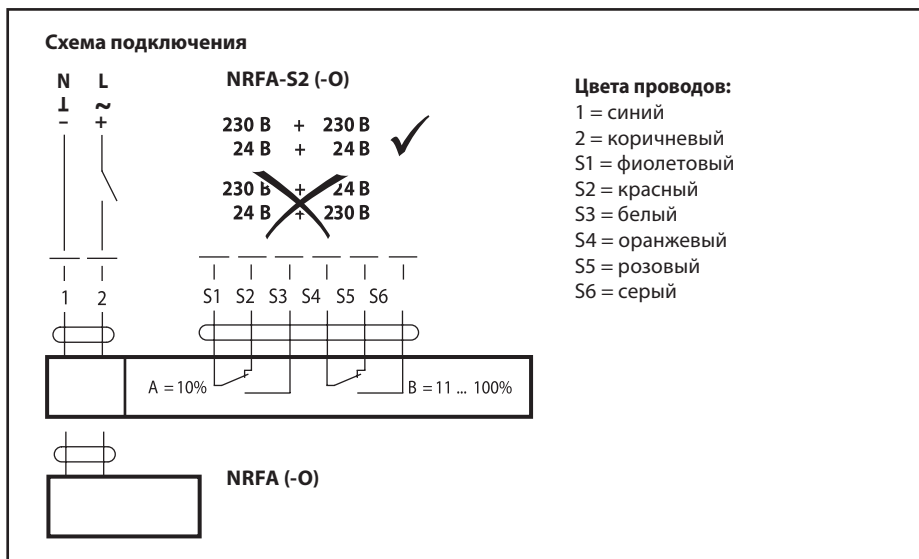 Схема подключения
N L
⊥ ~
– +
NRFA-S2 (-O)
230 В + 230 В
24 В + 24 В
230 В + 24 В
24 В + 230 В
Цвета проводов:
1 = синий
2 = коричневый
S1 = фиолетовый
S2 = красный
S3 = белый
S4 = оранжевый
S5 = розовый
S6 = серый
1 2 S1 S2 S3 S4 S5 S6
A = 10% B = 11 ... 100%
NRFA (-O)